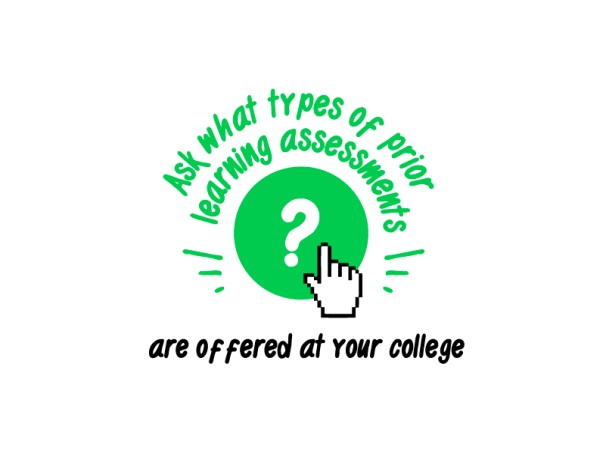 Ask what types of prior
learning assessments
?
are offered at your college